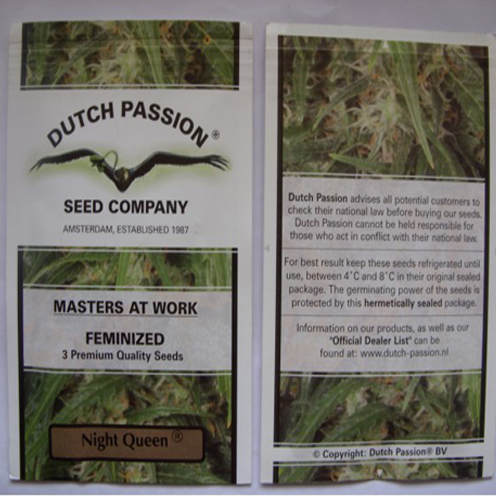 DUTCH PASSION®
SEED COMPANY
AMSTERDAM, ESTABLISHED 1987
MASTERS AT WORK
FEMINIZED
3 Premium Quality Seeds
Night Queen®
Dutch Passion advises all potential customers to
check their national law before buying our seeds.
Dutch Passion cannot be held responsible for
those who act in conflict with their national law.
For best result keep these seeds refrigerated until
use, between 4°C and 8°C in their original sealed
package. The germinating power of the seeds is
protected by this hermetically sealed package.
Information on our products, as well as our
"Official Dealer List" can be
found at: www.dutch-passion.nl
© Copyright: Dutch Passion® BV